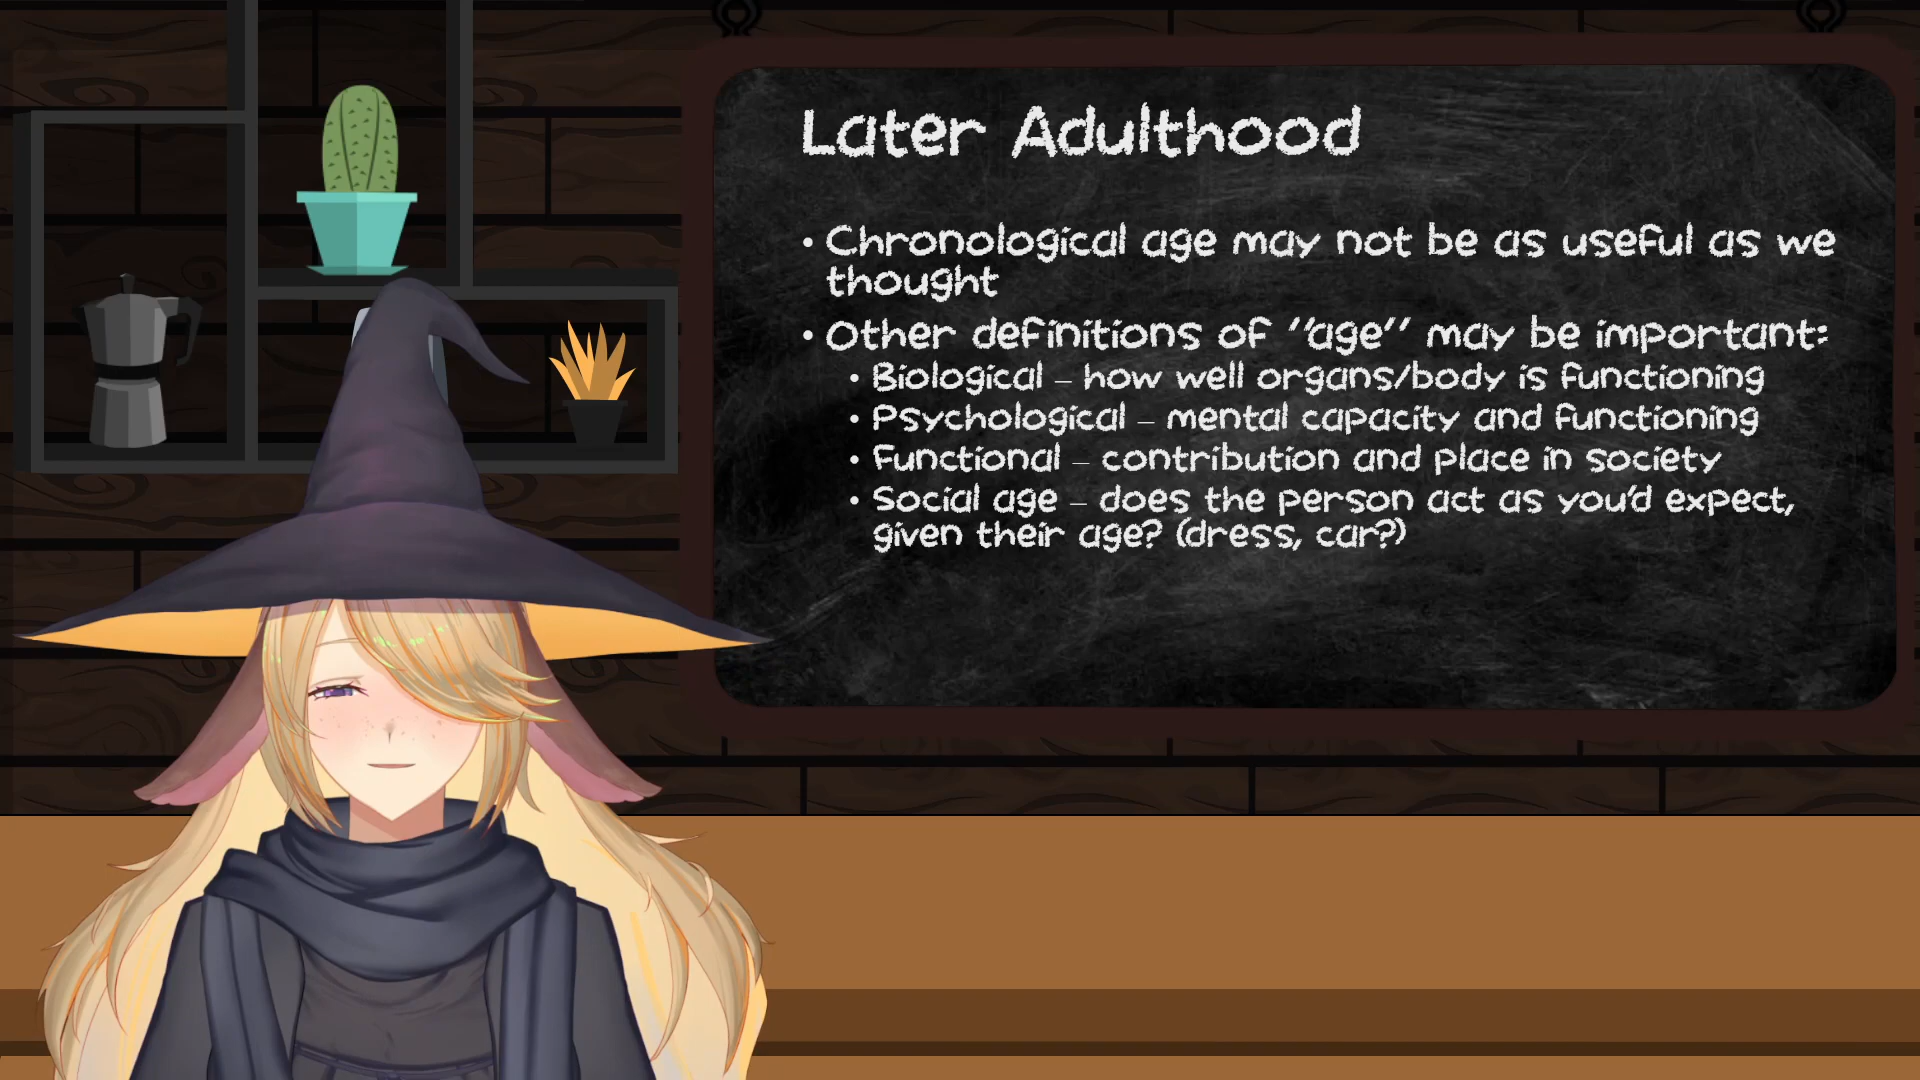 Later Adulthood
• Chronological age may not be as useful as we
thought
• Other definitions of "age" may be important:
• Biological – how well organs/body is functioning
• Psychological – mental capacity and functioning
• Functional – contribution and place in society
• Social age – does the person act as you'd expect,
given their age? (dress, car?)